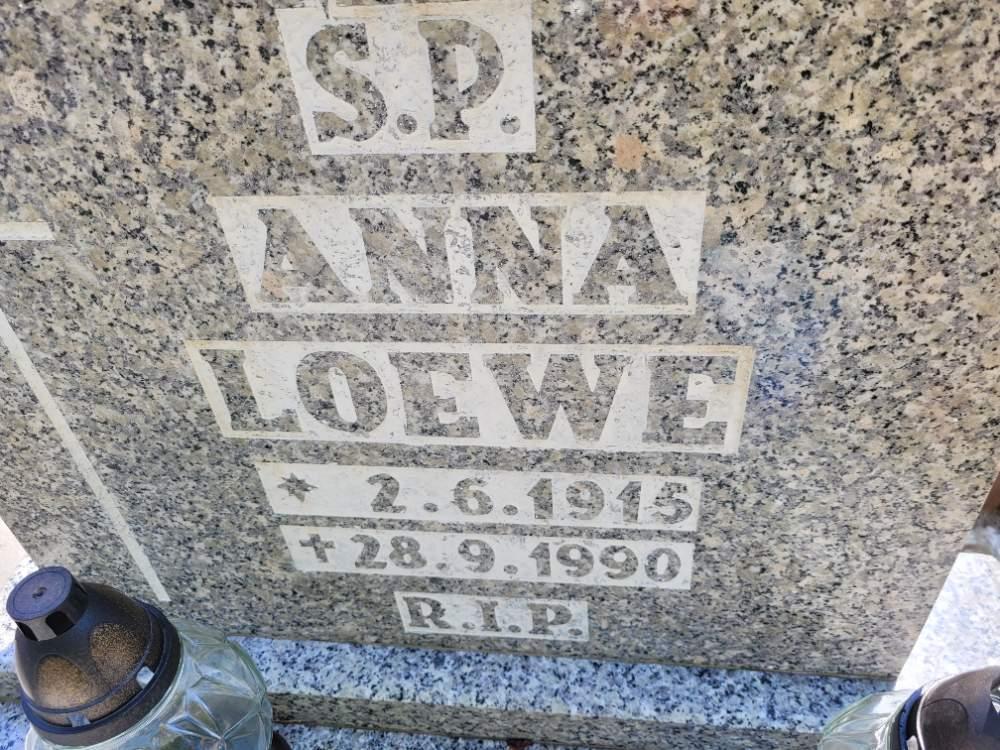 S.P.
ANNA
LOEWE
* 2.6.1915
+ 28.9.1990
R.I.P.